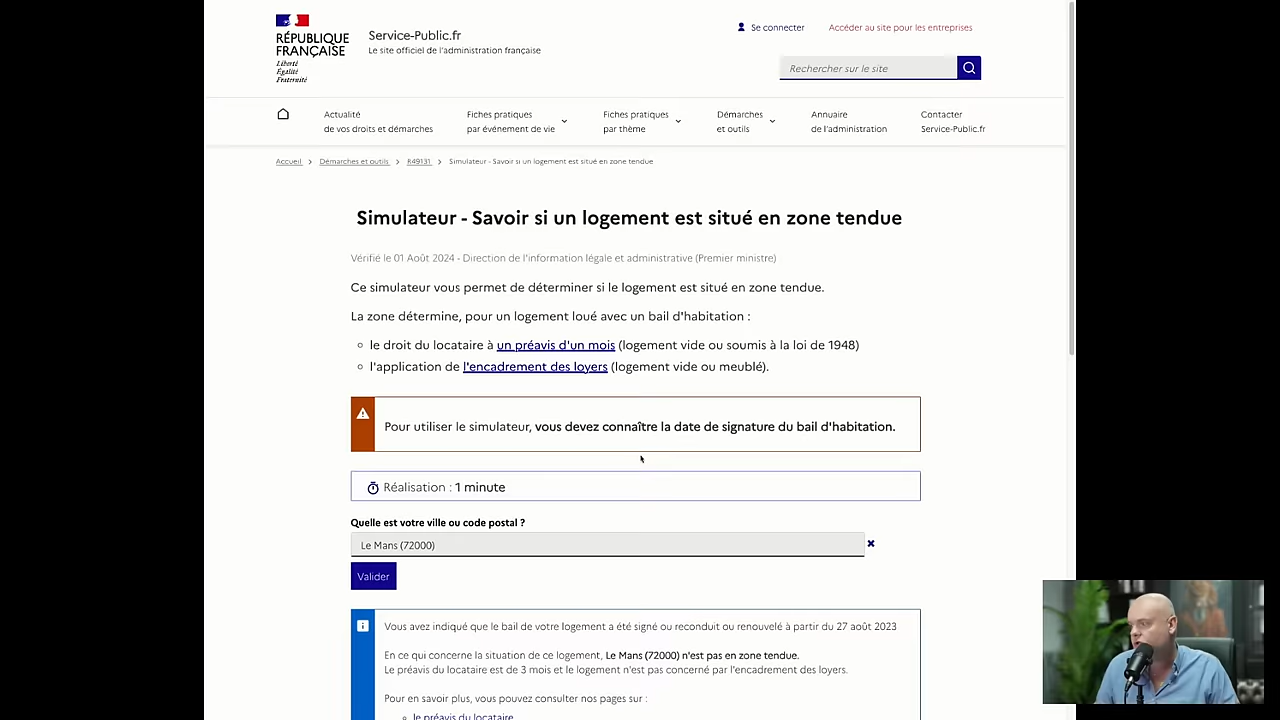 RÉPUBLIQUE
FRANÇAISE
Liberté
Égalité
Fraternité
Service-Public.fr
Le site officiel de l'administration française
Se connecter
Accéder au site pour les entreprises
Rechercher sur le site
Actualité
de vos droits et démarches
Fiches pratiques
par événement de vie
Fiches pratiques
par thème
Démarches
et outils
Annuaire
de l'administration
Contacter
Service-Public.fr
Accueil > Démarches et outils > R49131 > Simulateur - Savoir si un logement est situé en zone tendue
Simulateur - Savoir si un logement est situé en zone tendue
Vérifié le 01 Août 2024 - Direction de l'information légale et administrative (Premier ministre)
Ce simulateur vous permet de déterminer si le logement est situé en zone tendue.
La zone détermine, pour un logement loué avec un bail d'habitation :
le droit du locataire à un préavis d'un mois (logement vide ou soumis à la loi de 1948)
l'application de l'encadrement des loyers (logement vide ou meublé).
Pour utiliser le simulateur, vous devez connaître la date de signature du bail d'habitation.
Réalisation : 1 minute
Quelle est votre ville ou code postal ?
Le Mans (72000)
Valider
Vous avez indiqué que le bail de votre logement a été signé ou reconduit ou renouvelé à partir du 27 août 2023
En ce qui concerne la situation de ce logement, Le Mans (72000) n'est pas en zone tendue.
Le préavis du locataire est de 3 mois et le logement n'est pas concerné par l'encadrement des loyers.
Pour en savoir plus, vous pouvez consulter nos pages sur :
le préavis du locataire